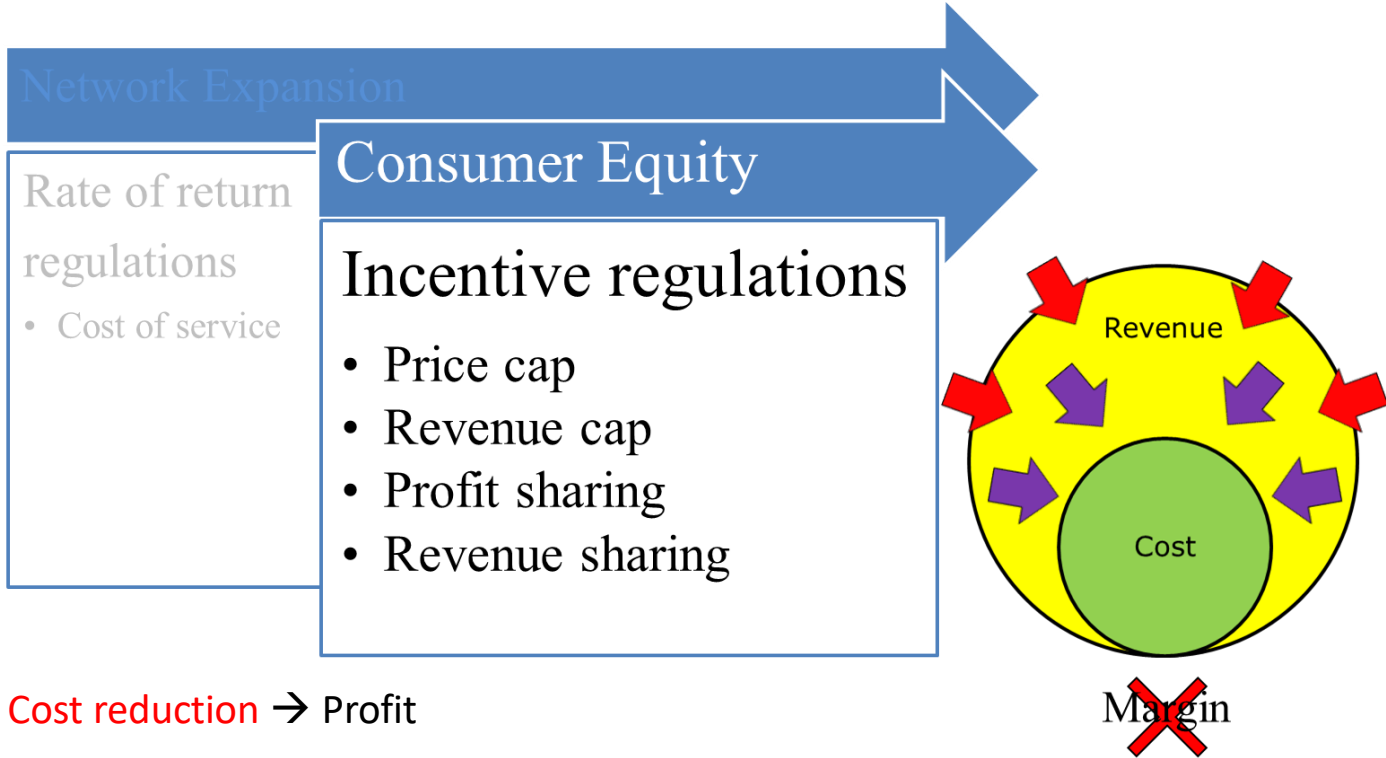 Network Expansion
Rate of return
regulations
• Cost of service
Consumer Equity
Incentive regulations
• Price cap
• Revenue cap
• Profit sharing
• Revenue sharing
Revenue
Cost
Margin
Cost reduction → Profit